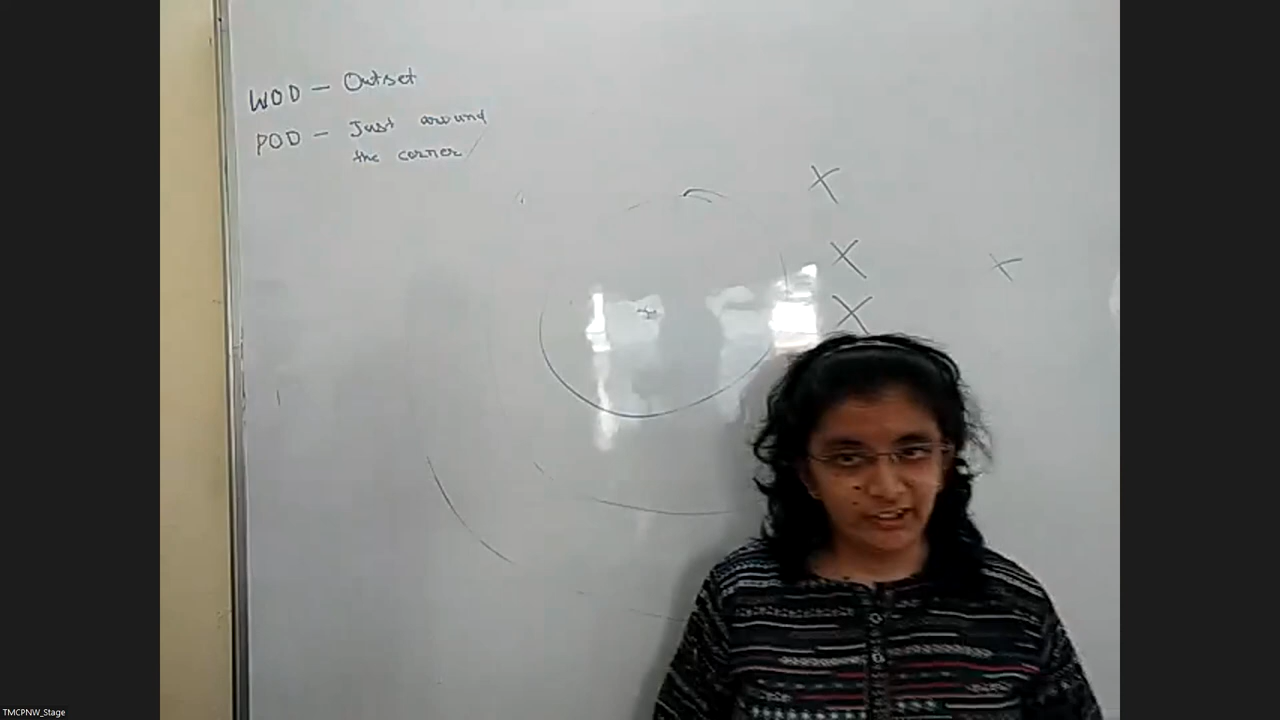 WOD - Outset
POD - Just around
the corner
X
X
X
X
TMCPNW_Stage